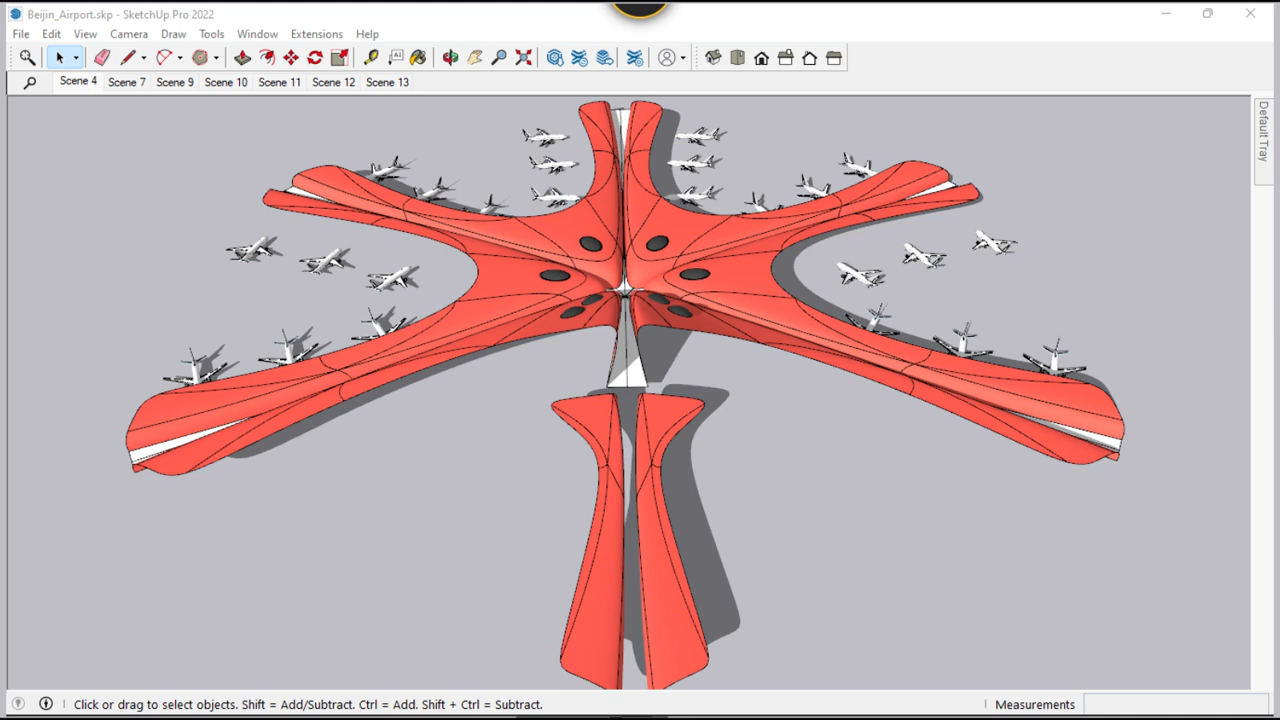 Beijin_Airport.skp - SketchUp Pro 2022
File Edit View Camera Draw Tools Window Extensions Help
A1
Scene 4 Scene 7 Scene 9 Scene 10 Scene 11 Scene 12 Scene 13
Default Tray
Click or drag to select objects. Shift = Add/Subtract. Ctrl = Add. Shift + Ctrl = Subtract.
Measurements